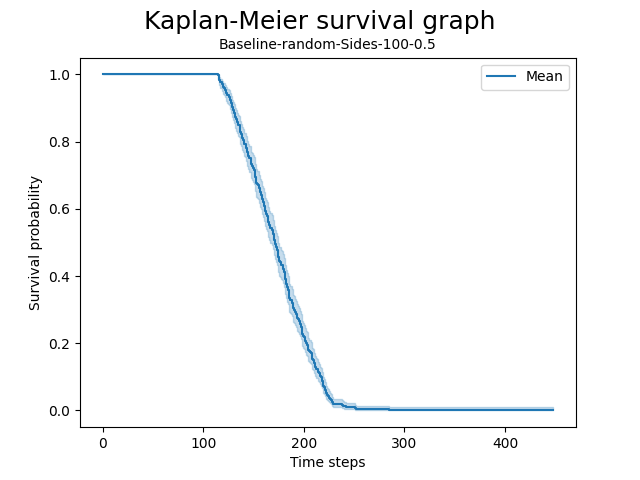 Kaplan-Meier survival graph
Baseline-random-Sides-100-0.5
Mean
Survival probability
1.0
0.8
0.6
0.4
0.2
0.0
0 100 200 300 400
Time steps